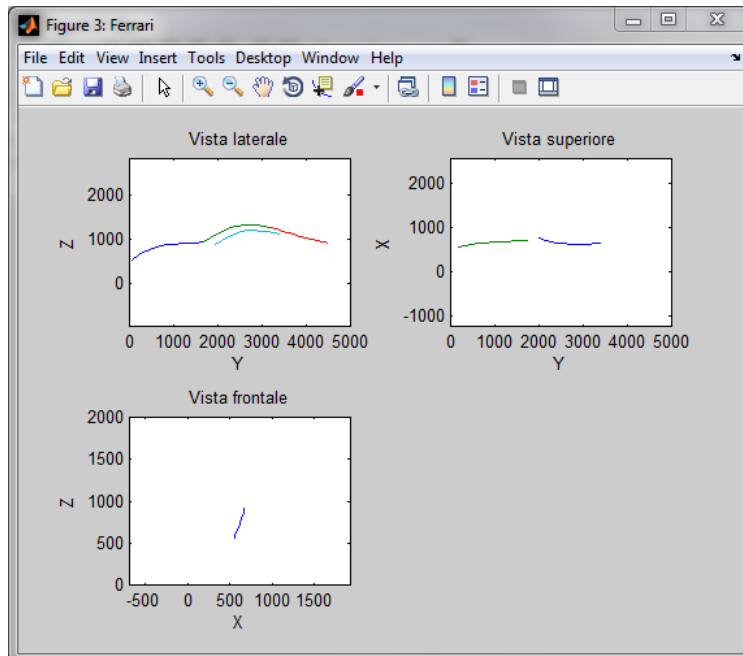 Figure 3: Ferrari
File Edit View Insert Tools Desktop Window Help
Vista laterale
2000
1000
0
Z
0 1000 2000 3000 4000 5000
Y
Vista superiore
2000
1000
0
-1000
X
0 1000 2000 3000 4000 5000
Y
Vista frontale
2000
1500
1000
500
0
Z
-500 0 500 1000 1500
X